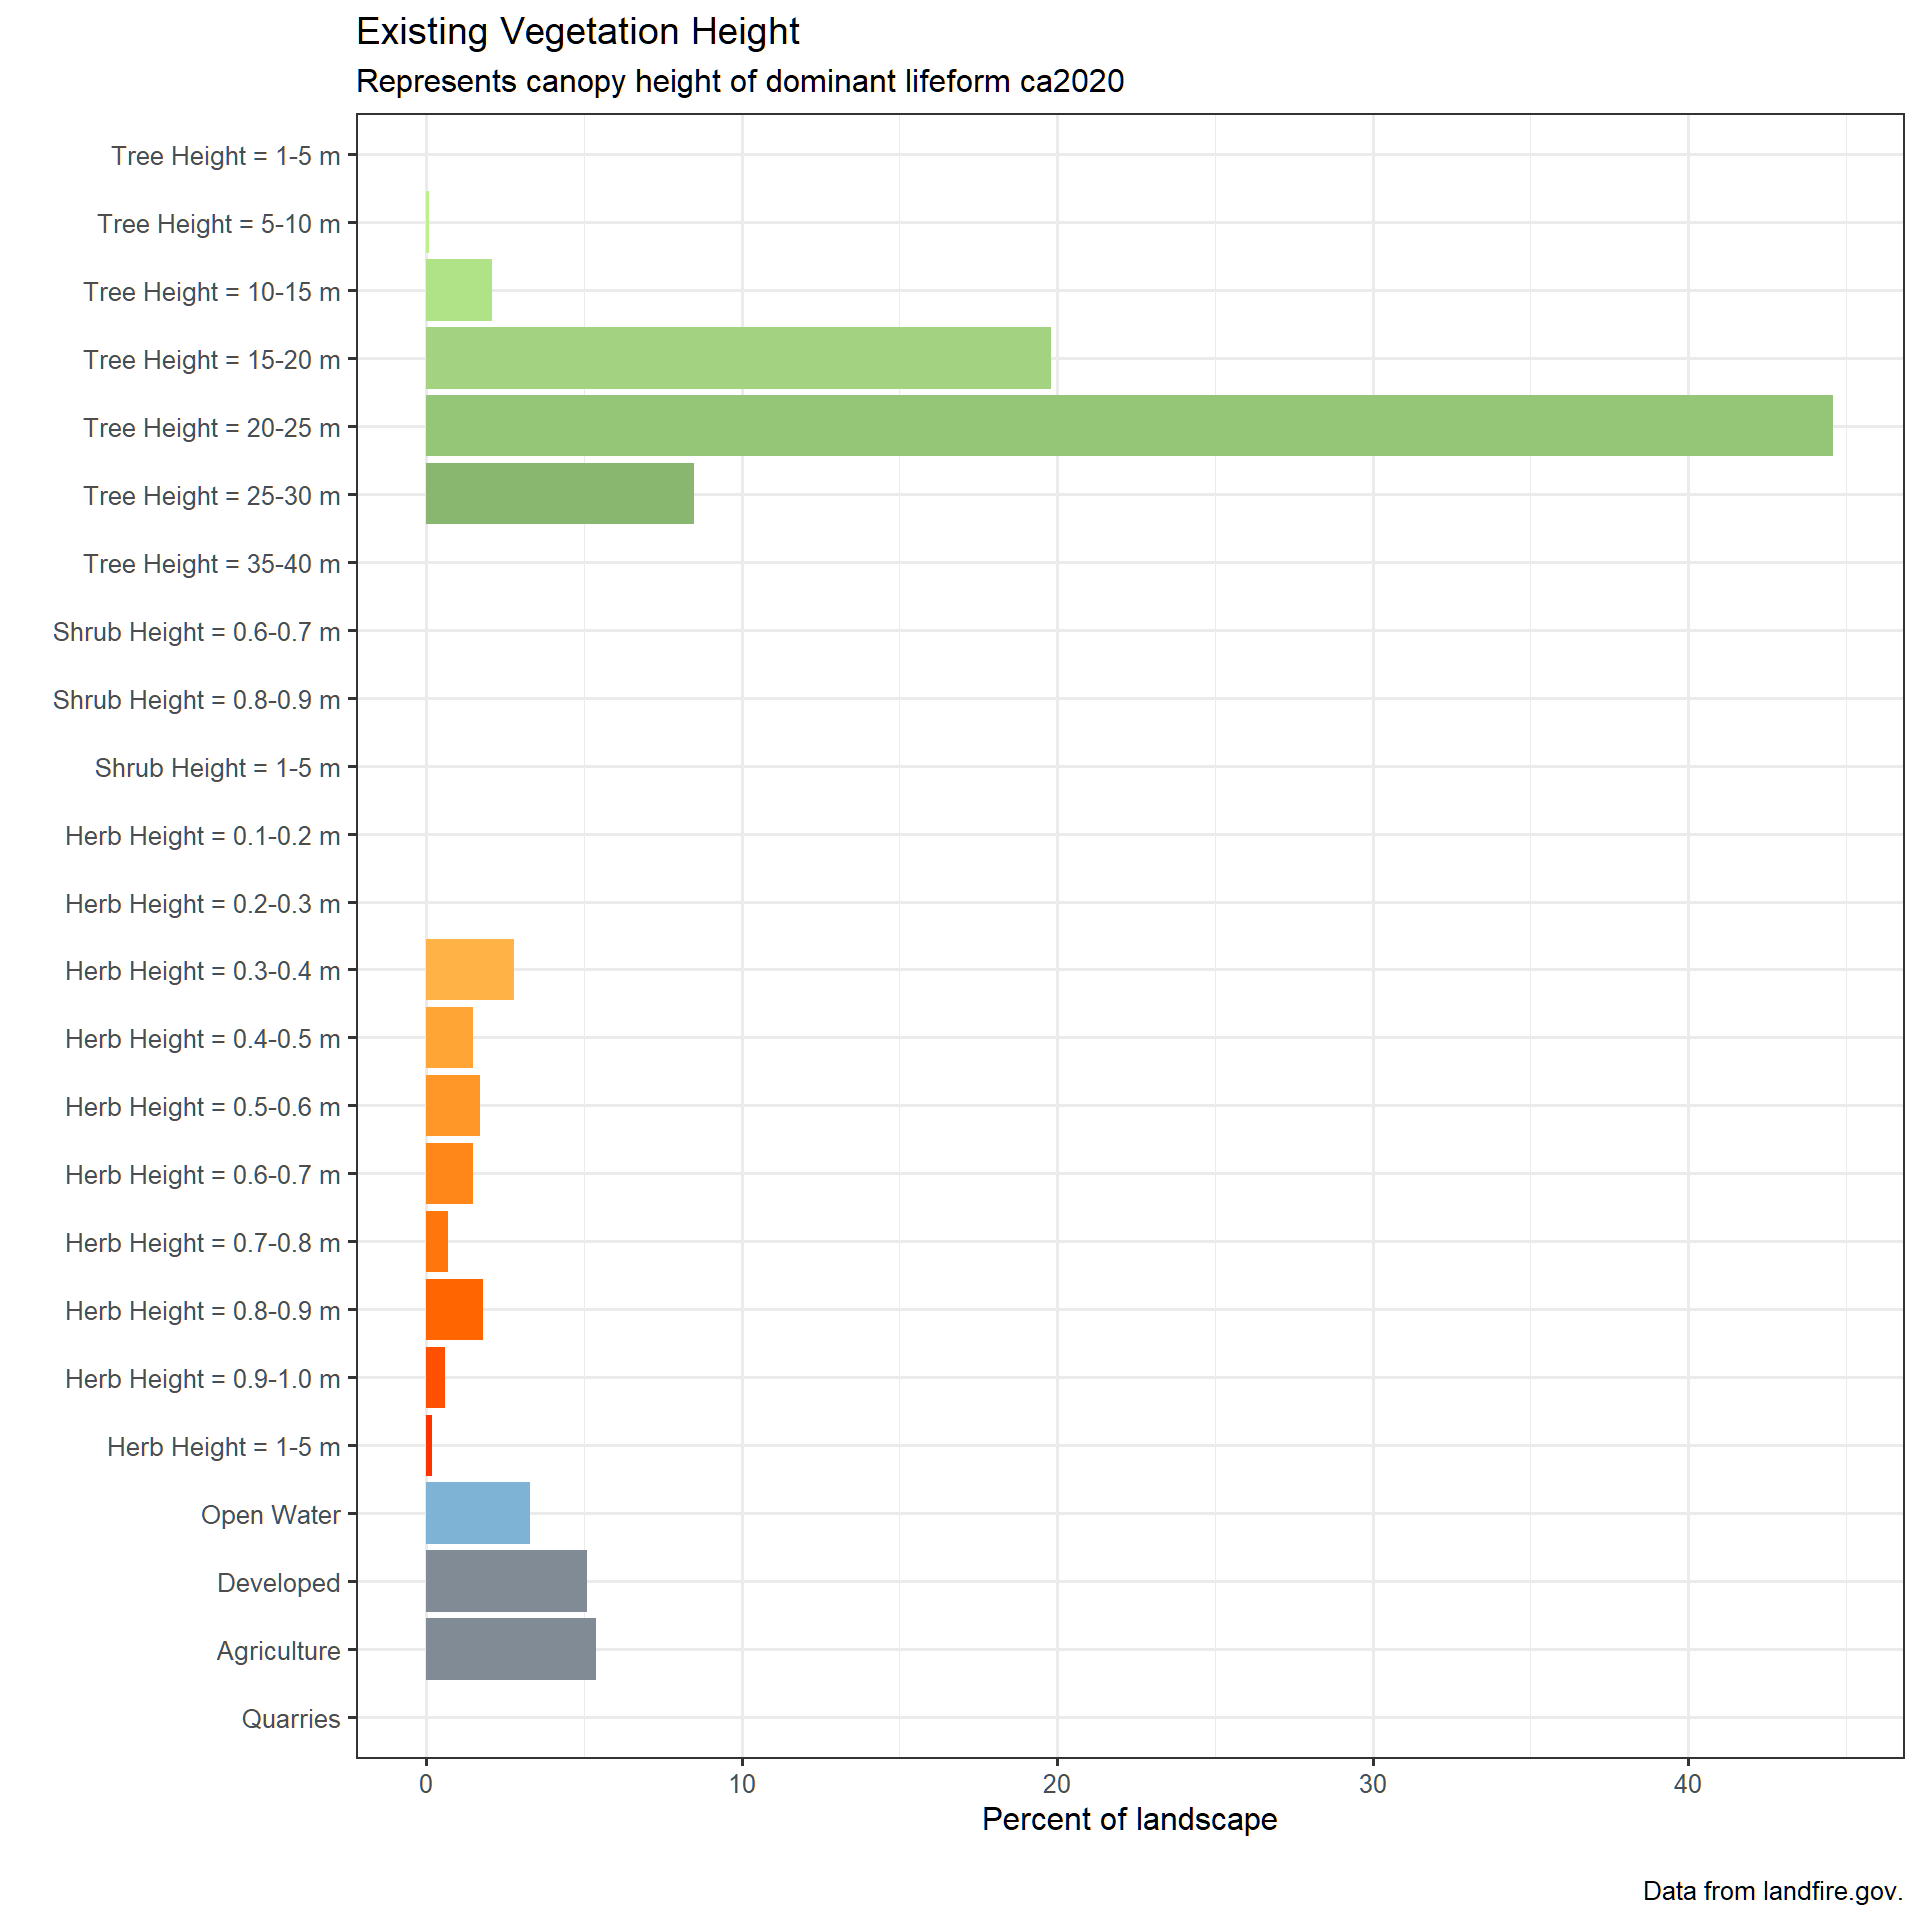 Existing Vegetation Height
Represents canopy height of dominant lifeform ca2020
Tree Height = 1-5 m
Tree Height = 5-10 m
Tree Height = 10-15 m
Tree Height = 15-20 m
Tree Height = 20-25 m
Tree Height = 25-30 m
Tree Height = 35-40 m
Shrub Height = 0.6-0.7 m
Shrub Height = 0.8-0.9 m
Shrub Height = 1-5 m
Herb Height = 0.1-0.2 m
Herb Height = 0.2-0.3 m
Herb Height = 0.3-0.4 m
Herb Height = 0.4-0.5 m
Herb Height = 0.5-0.6 m
Herb Height = 0.6-0.7 m
Herb Height = 0.7-0.8 m
Herb Height = 0.8-0.9 m
Herb Height = 0.9-1.0 m
Herb Height = 1-5 m
Open Water
Developed
Agriculture
Quarries
0 10 20 30 40
Percent of landscape
Data from landfire.gov.